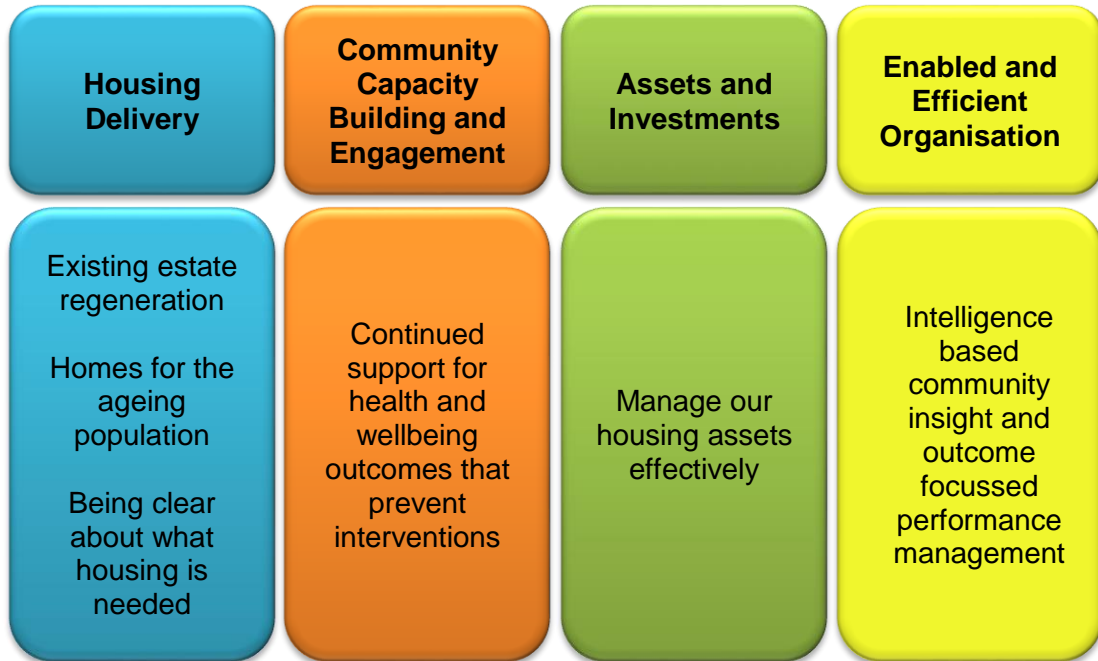 Housing
Delivery
Community
Capacity
Building and
Engagement
Assets and
Investments
Enabled and
Efficient
Organisation
Existing estate
regeneration
Homes for the
ageing
population
Being clear
about what
housing is
needed
Continued
support for
health and
wellbeing
outcomes that
prevent
interventions
Manage our
housing assets
effectively
Intelligence
based
community
insight and
outcome
focussed
performance
management